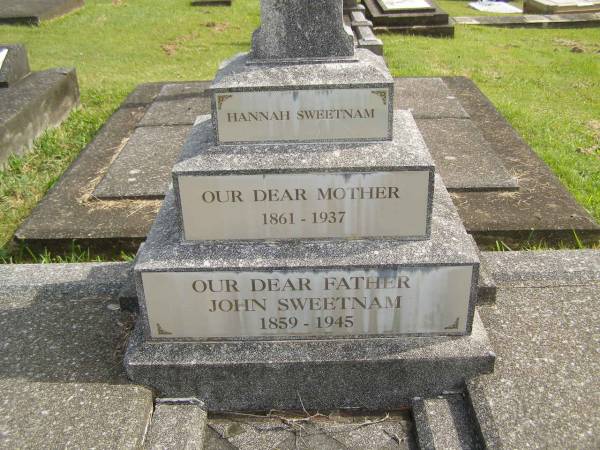 HANNAH SWEETNAM
OUR DEAR MOTHER
1861 - 1937
OUR DEAR FATHER
JOHN SWEETNAM
1859 - 1945